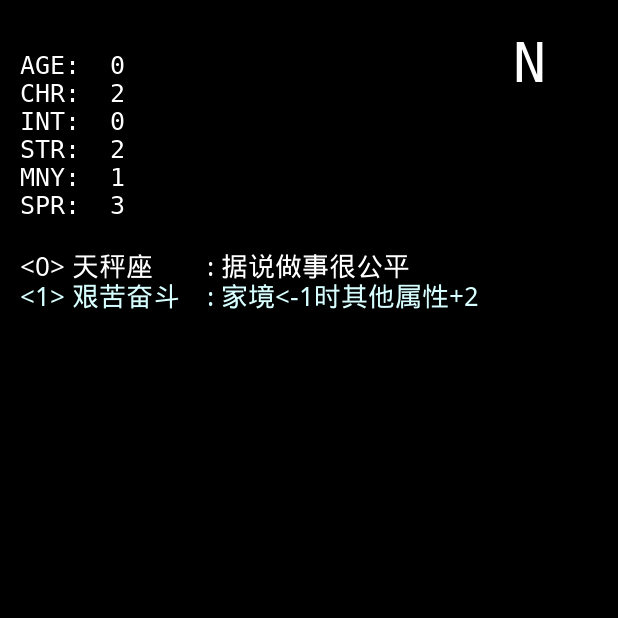 N
AGE: 0
CHR: 2
INT: 0
STR: 2
MNY: 1
SPR: 3
<0> 天秤座 : 据说做事很公平
<1> 艰苦奋斗 : 家境<-1时其他属性+2